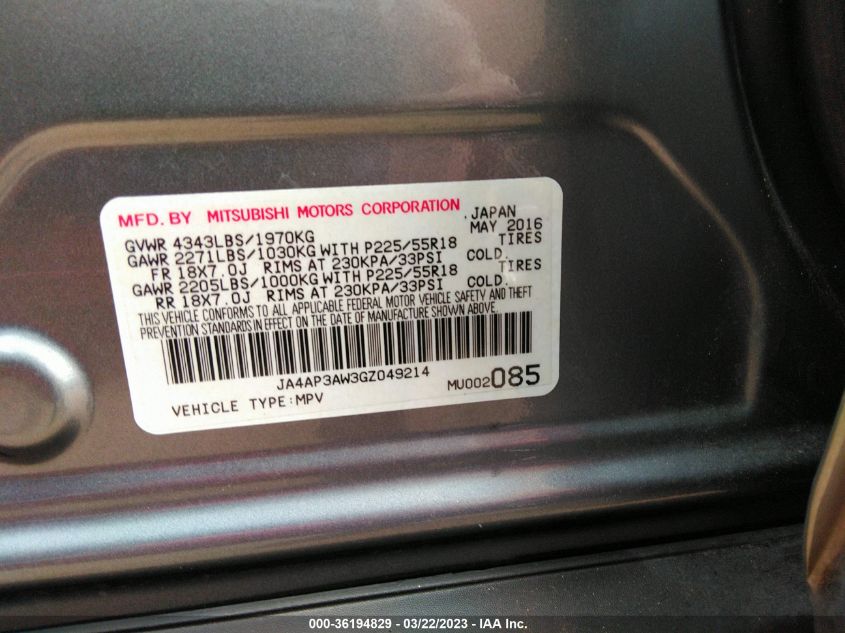 MFD. BY MITSUBISHI MOTORS CORPORATION JAPAN
MAY 2016
GVWR 4343LBS/1970KG
GAWR 2271LBS/1030KG WITH P225/55R18 TIRES
FR 18X7.0J RIMS AT 230KPA/33PSI COLD.
GAWR 2205LBS/1000KG WITH P225/55R18 TIRES
RR 18X7.0J RIMS AT 230KPA/33PSI COLD.
THIS VEHICLE CONFORMS TO ALL APPLICABLE FEDERAL MOTOR VEHICLE SAFETY AND THEFT
PREVENTION STANDARDS IN EFFECT ON THE DATE OF MANUFACTURE SHOWN ABOVE.
JA4AP3AW3GZ049214
MU002085
VEHICLE TYPE:MPV
000-36194829 - 03/22/2023 - IAA Inc.